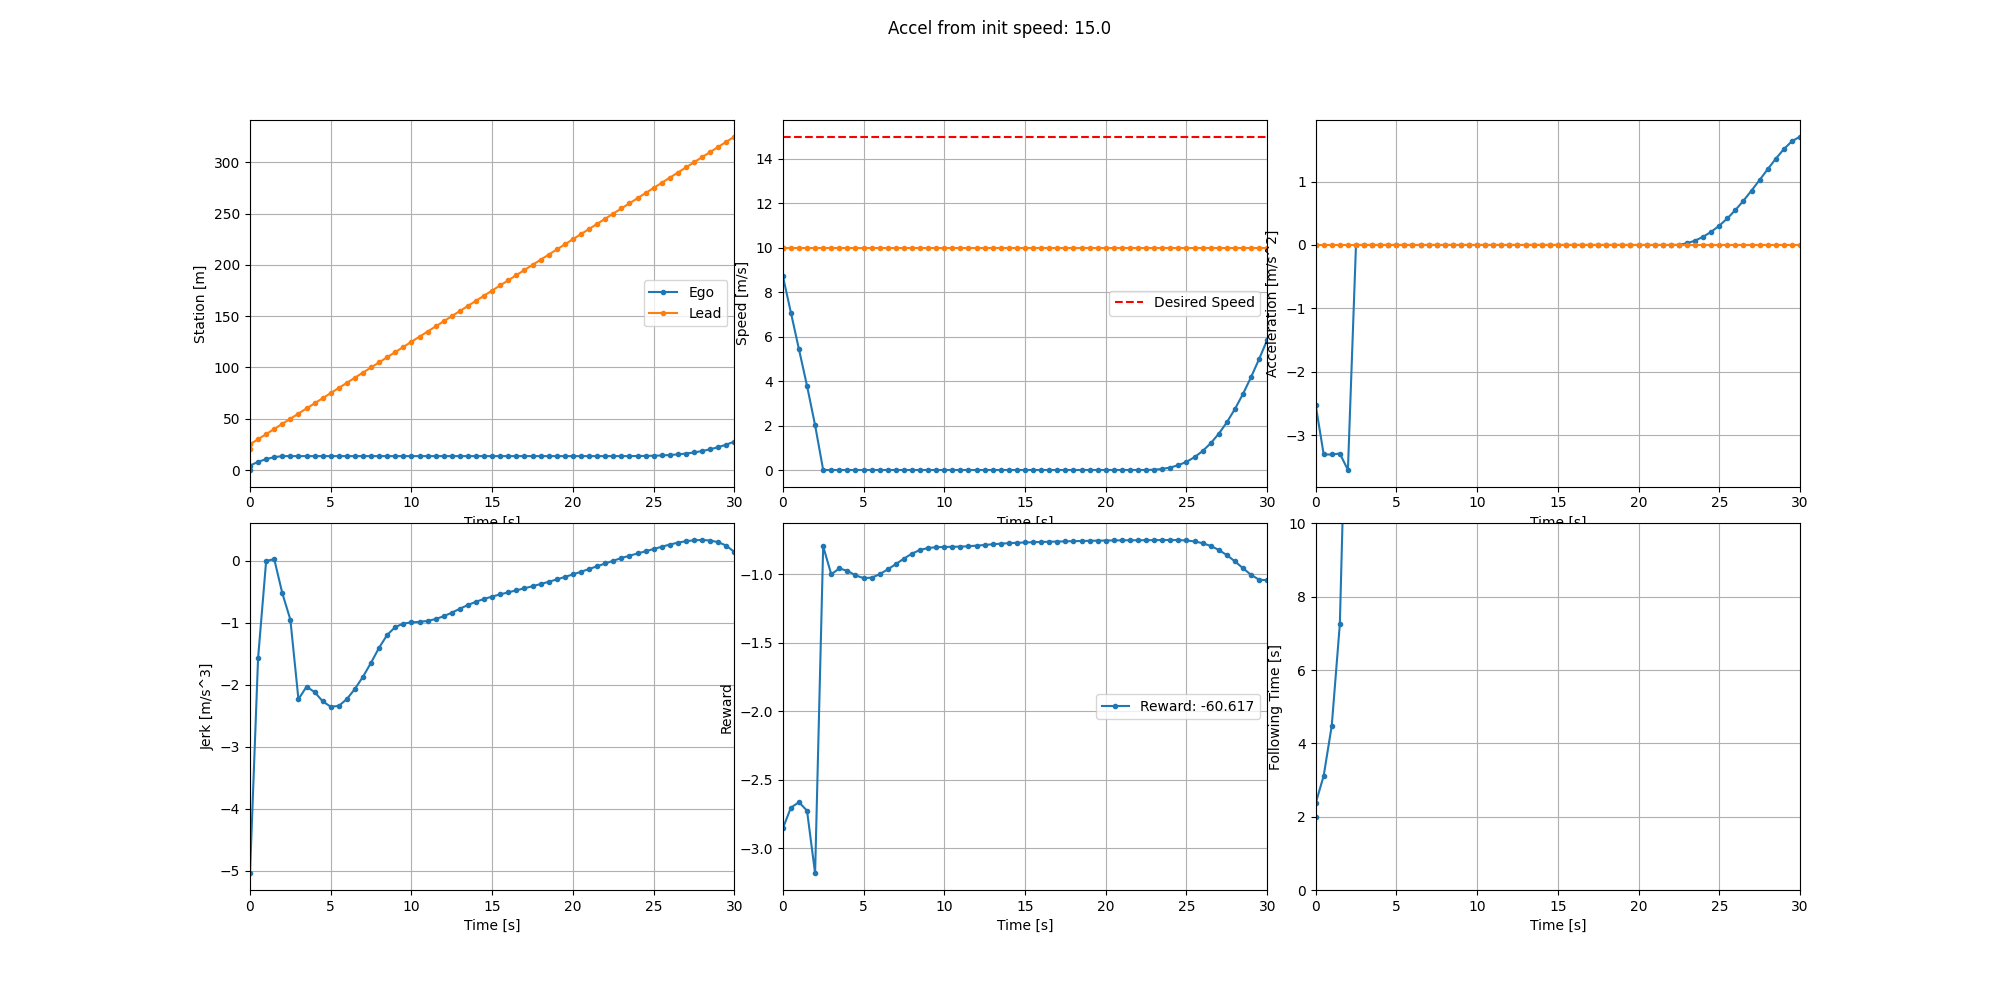 Accel from init speed: 15.0
Station [m]
300
250
200
150
100
50
0
0 5 10 15 20 25 30
Time [s]
Ego
Lead
Speed [m/s]
14
12
10
8
6
4
2
0
0 5 10 15 20 25 30
Time [s]
Desired Speed
Acceleration [m/s^2]
1
0
−1
−2
−3
0 5 10 15 20 25 30
Time [s]
Jerk [m/s^3]
0
−1
−2
−3
−4
−5
0 5 10 15 20 25 30
Time [s]
Reward
−1.0
−1.5
−2.0
−2.5
−3.0
0 5 10 15 20 25 30
Time [s]
Reward: -60.617
Following Time [s]
10
8
6
4
2
0
0 5 10 15 20 25 30
Time [s]